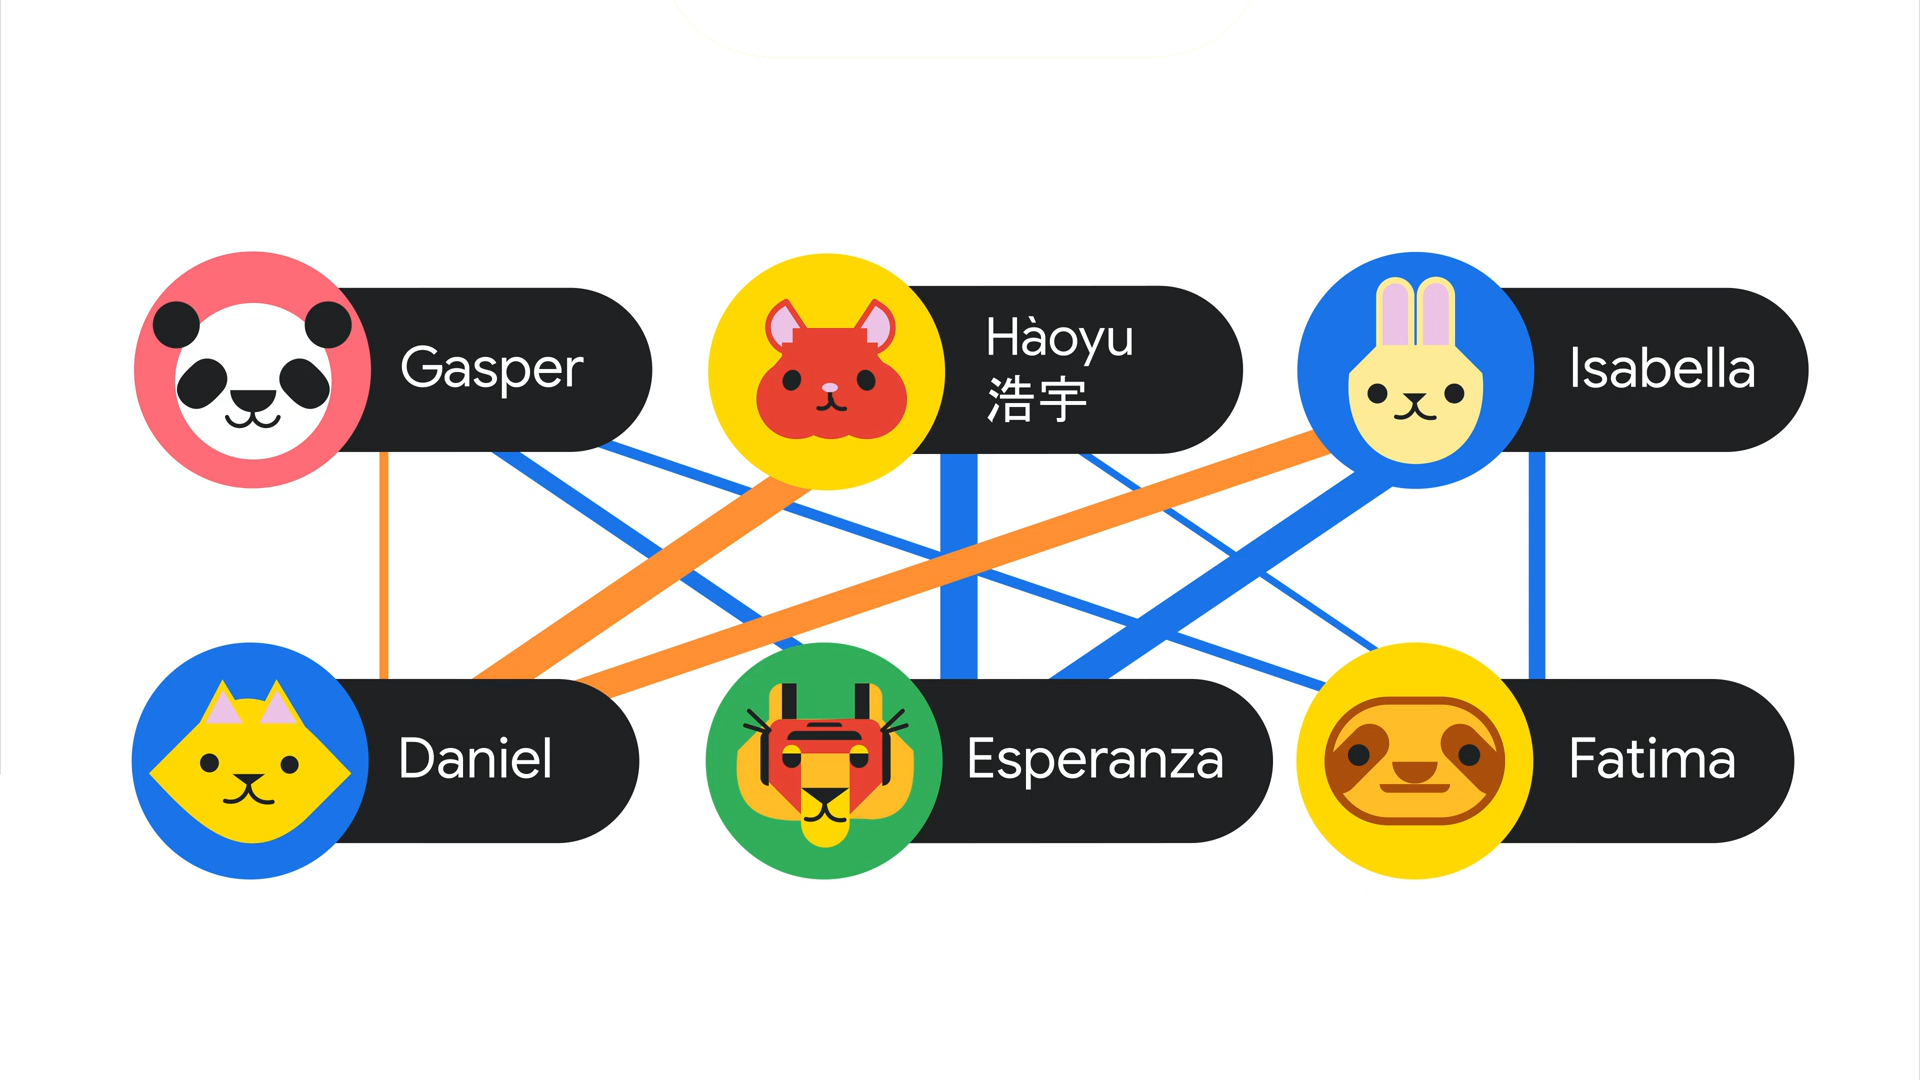 Gasper
Hàoyu
浩宇
Isabella
Daniel
Esperanza
Fatima